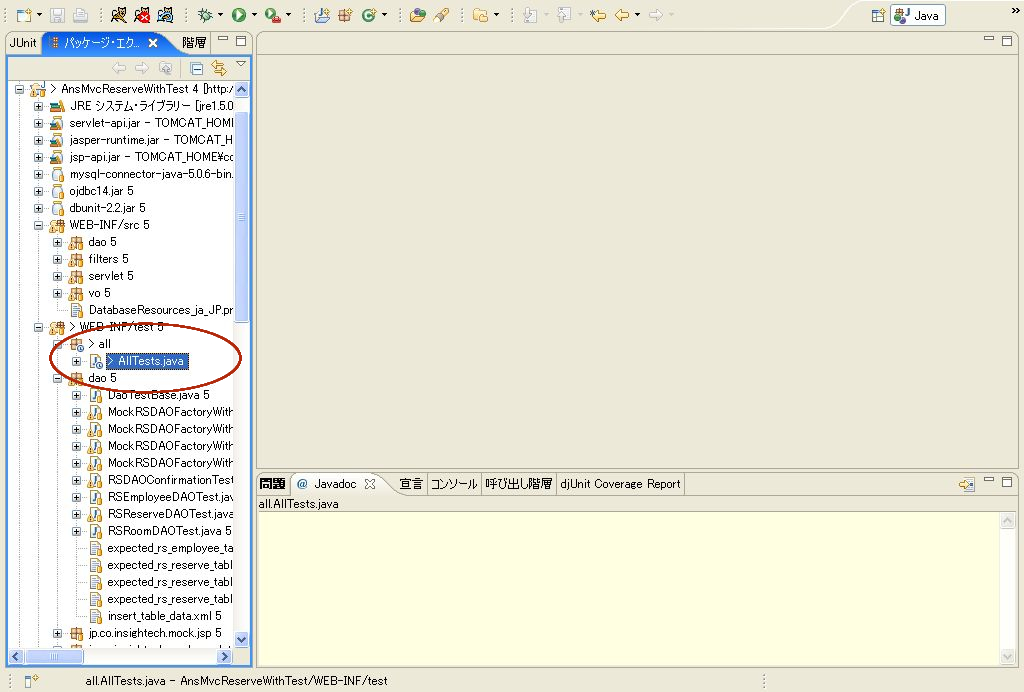 Java
JUnit
パッケージ・エク...
階層
> AnsMvcReserveWithTest 4 [http:/
JRE システム・ライブラリー [jre1.5.0
servlet-api.jar - TOMCAT_HOM
jasper-runtime.jar - TOMCAT_H
jsp-api.jar - TOMCAT_HOME¥co
mysql-connector-java-5.0.6-bin.
ojdbc14.jar 5
dbunit-2.2.jar 5
WEB-INF/src 5
dao 5
filters 5
servlet 5
vo 5
DatabaseResources_ja_JP.pr
> WEB-INF/test 5
> all
> AllTests.java
dao 5
DaoTestBase.java 5
MockRSDAOFactoryWith
MockRSDAOFactoryWith
MockRSDAOFactoryWith
MockRSDAOFactoryWith
RSDAOConfirmationTest
RSEmployeeDAOTest.jav
RSReserveDAOTest.java
RSRoomDAOTest.java 5
expected_rs_employee_ta
expected_rs_reserve_tabl
expected_rs_reserve_tabl
expected_rs_reserve_tabl
insert_table_data.xml 5
jp.co.insightech.mock.jsp 5
問題
@ Javadoc
宣言
コンソール
呼び出し階層
djUnit Coverage Report
all.AllTests.java
all.AllTests.java - AnsMvcReserveWithTest/WEB-INF/test